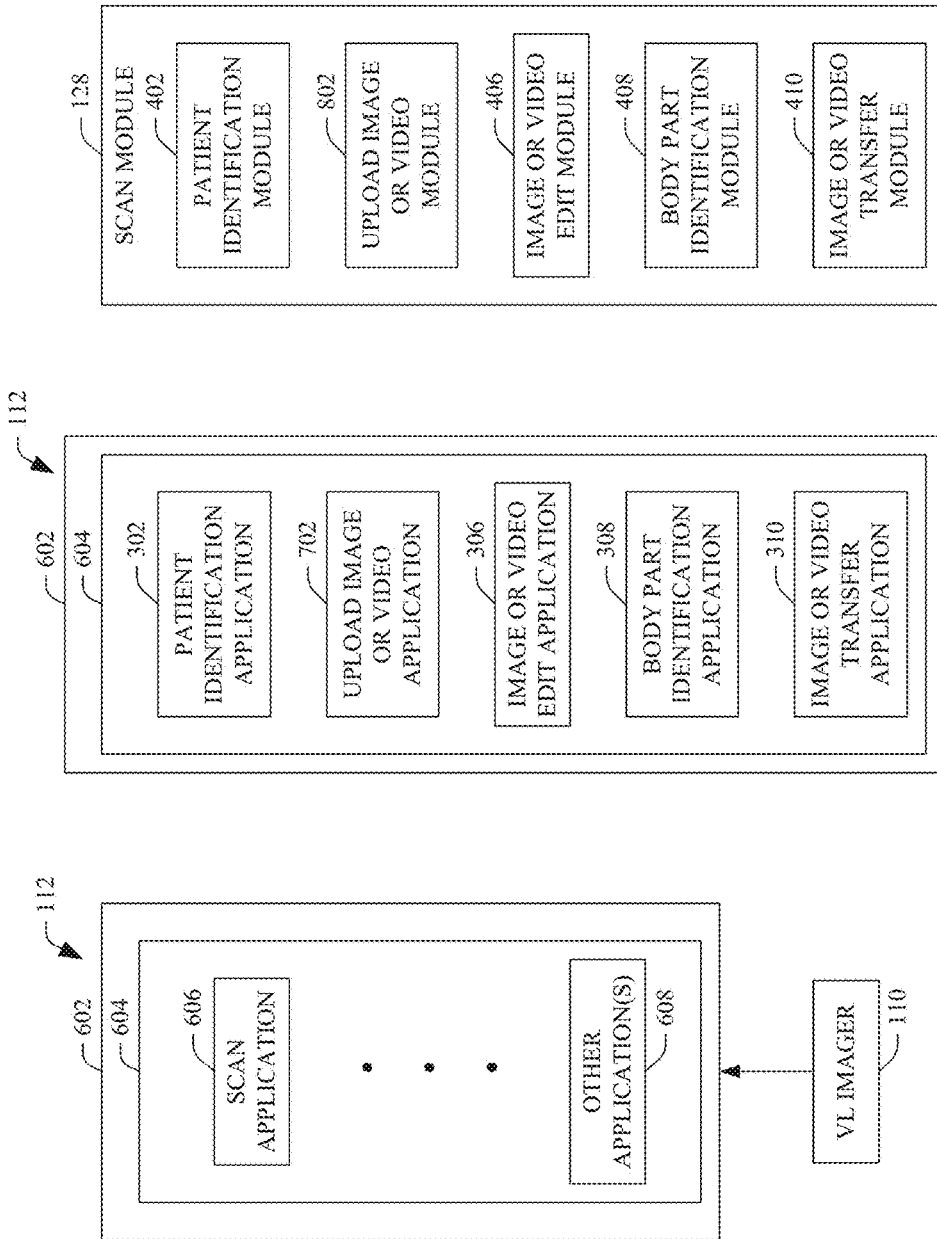 112
602
604
606
SCAN
APPLICATION
OTHER
APPLICATION(S)
608
VL IMAGER
110
112
602
604
302
PATIENT
IDENTIFICATION
APPLICATION
702
UPLOAD IMAGE
OR VIDEO
APPLICATION
306
IMAGE OR VIDEO
EDIT APPLICATION
308
BODY PART
IDENTIFICATION
APPLICATION
310
IMAGE OR VIDEO
TRANSFER
APPLICATION
128
SCAN MODULE
402
PATIENT
IDENTIFICATION
MODULE
802
UPLOAD IMAGE
OR VIDEO
MODULE
406
IMAGE OR VIDEO
EDIT MODULE
408
BODY PART
IDENTIFICATION
MODULE
410
IMAGE OR VIDEO
TRANSFER
MODULE